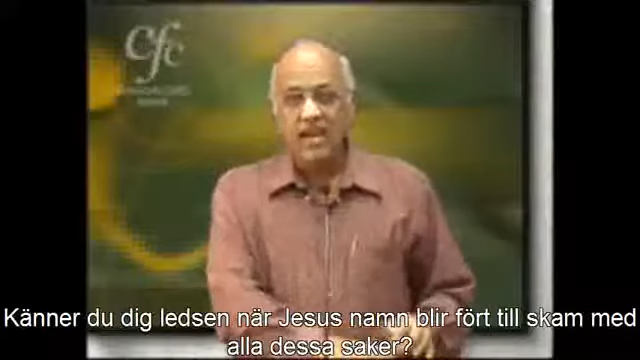 cfc
Känner du dig ledsen när Jesus namn blir fört till skam med
alla dessa saker?